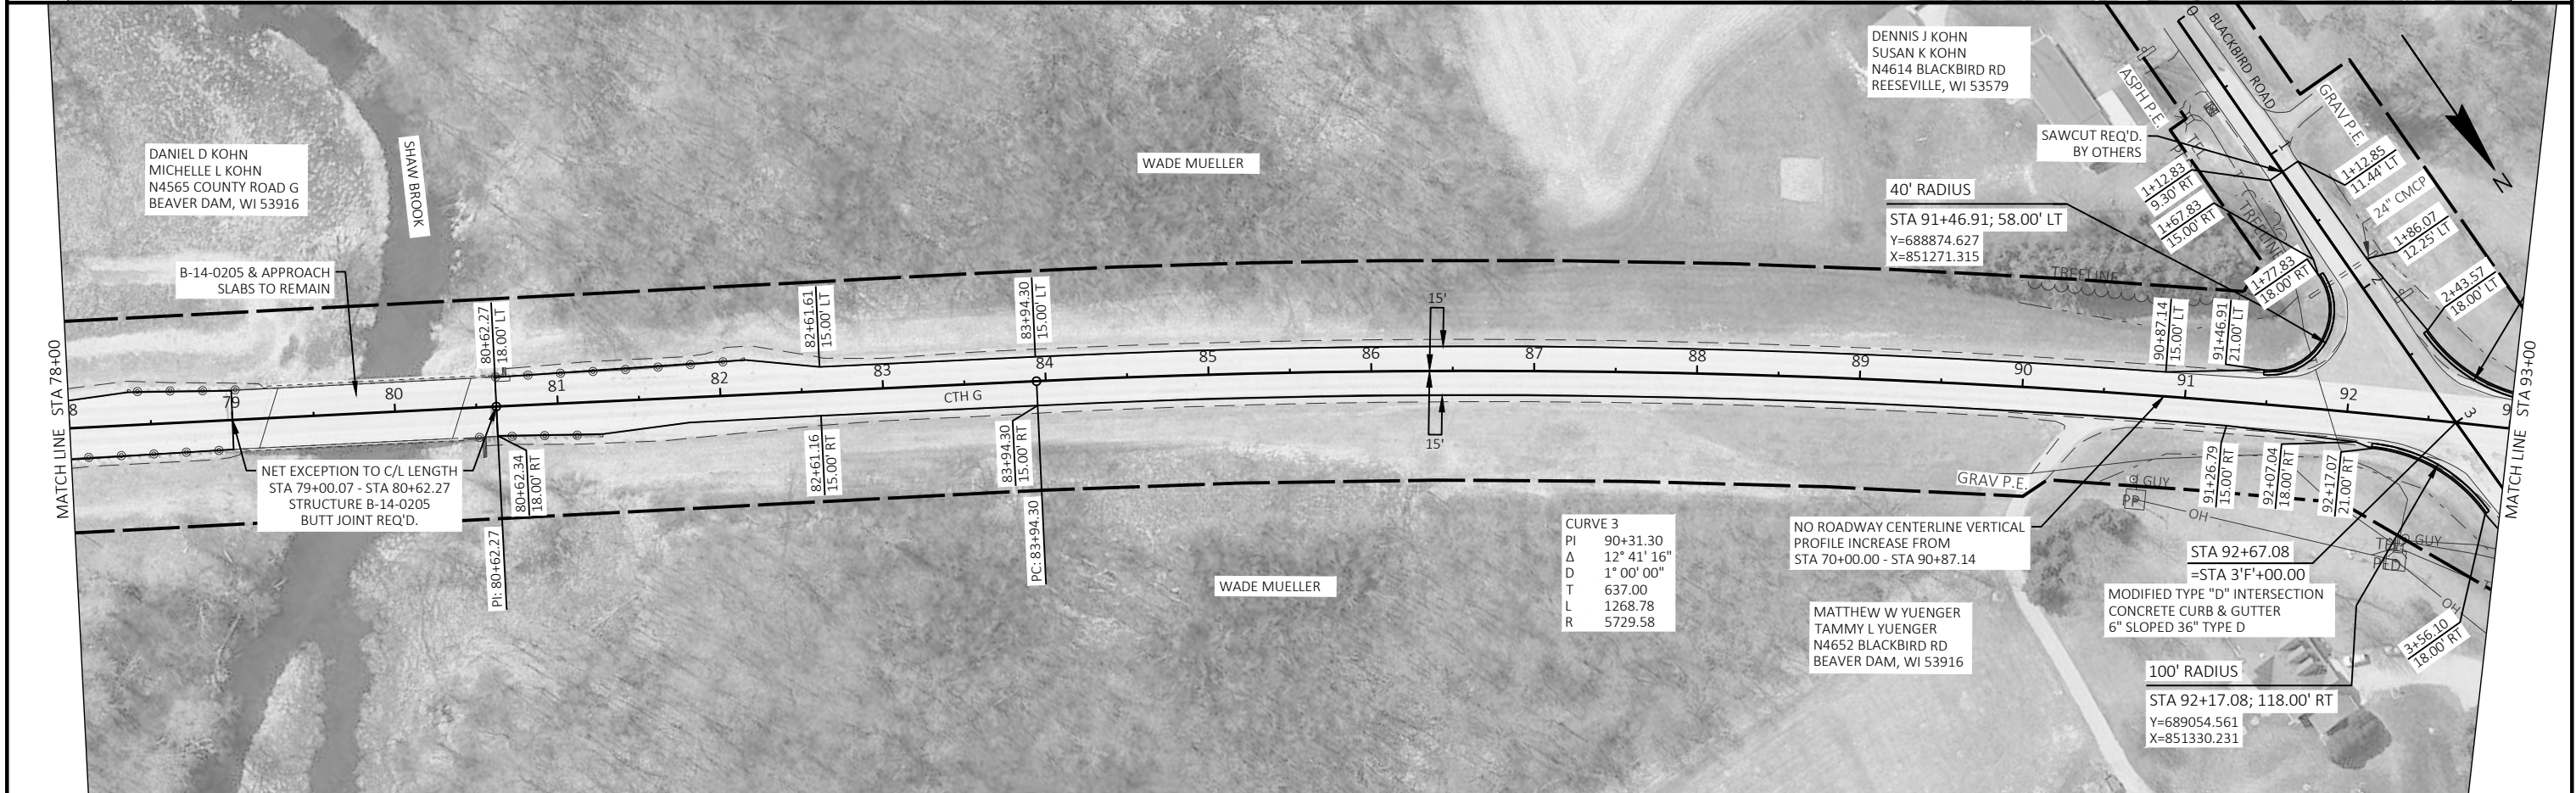 DANIEL D KOHN
MICHELLE L KOHN
N4565 COUNTY ROAD G
BEAVER DAM, WI 53916
SHAW BROOK
B-14-0205 & APPROACH
SLABS TO REMAIN
MATCH LINE STA 78+00
NET EXCEPTION TO C/L LENGTH
STA 79+00.07 - STA 80+62.27
STRUCTURE B-14-0205
BUTT JOINT REQ'D.
80+62.27
18.00' LT
80+62.34
18.00' RT
PI: 80+62.27
82+61.61
15.00' LT
82+61.16
15.00' RT
83+94.30
15.00' LT
83+94.30
15.00' RT
PC: 83+94.30
8
79
80
81
82
83
84
85
86
87
88
89
90
91
92
9
CTH G
15'
15'
WADE MUELLER
WADE MUELLER
CURVE 3
PI 90+31.30
Δ 12° 41' 16"
D 1° 00' 00"
T 637.00
L 1268.78
R 5729.58
DENNIS J KOHN
SUSAN K KOHN
N4614 BLACKBIRD RD
REESEVILLE, WI 53579
SAWCUT REQ'D.
BY OTHERS
40' RADIUS
STA 91+46.91; 58.00' LT
Y=688874.627
X=851271.315
TREELINE
TREELINE
TEL
ASPH P.E.
0
BLACKBIRD ROAD
GRAV P.E.
1
2
3
N
1+12.83
9.30' RT
1+67.83
15.00' RT
1+77.83
18.00' RT
1+12.85
11.44' LT
24" CMCP
1+86.07
12.25' LT
2+43.57
18.00' LT
90+87.14
15.00' LT
91+46.91
21.00' LT
91+26.79
15.00' RT
92+07.04
18.00' RT
92+17.07
21.00' RT
GRAV P.E.
GUY
PP
OH
GUY
PED
OH
NO ROADWAY CENTERLINE VERTICAL
PROFILE INCREASE FROM
STA 70+00.00 - STA 90+87.14
MATTHEW W YUENGER
TAMMY L YUENGER
N4652 BLACKBIRD RD
BEAVER DAM, WI 53916
STA 92+67.08
=STA 3'F'+00.00
MODIFIED TYPE "D" INTERSECTION
CONCRETE CURB & GUTTER
6" SLOPED 36" TYPE D
3+56.10
18.00' RT
100' RADIUS
STA 92+17.08; 118.00' RT
Y=689054.561
X=851330.231
MATCH LINE STA 93+00